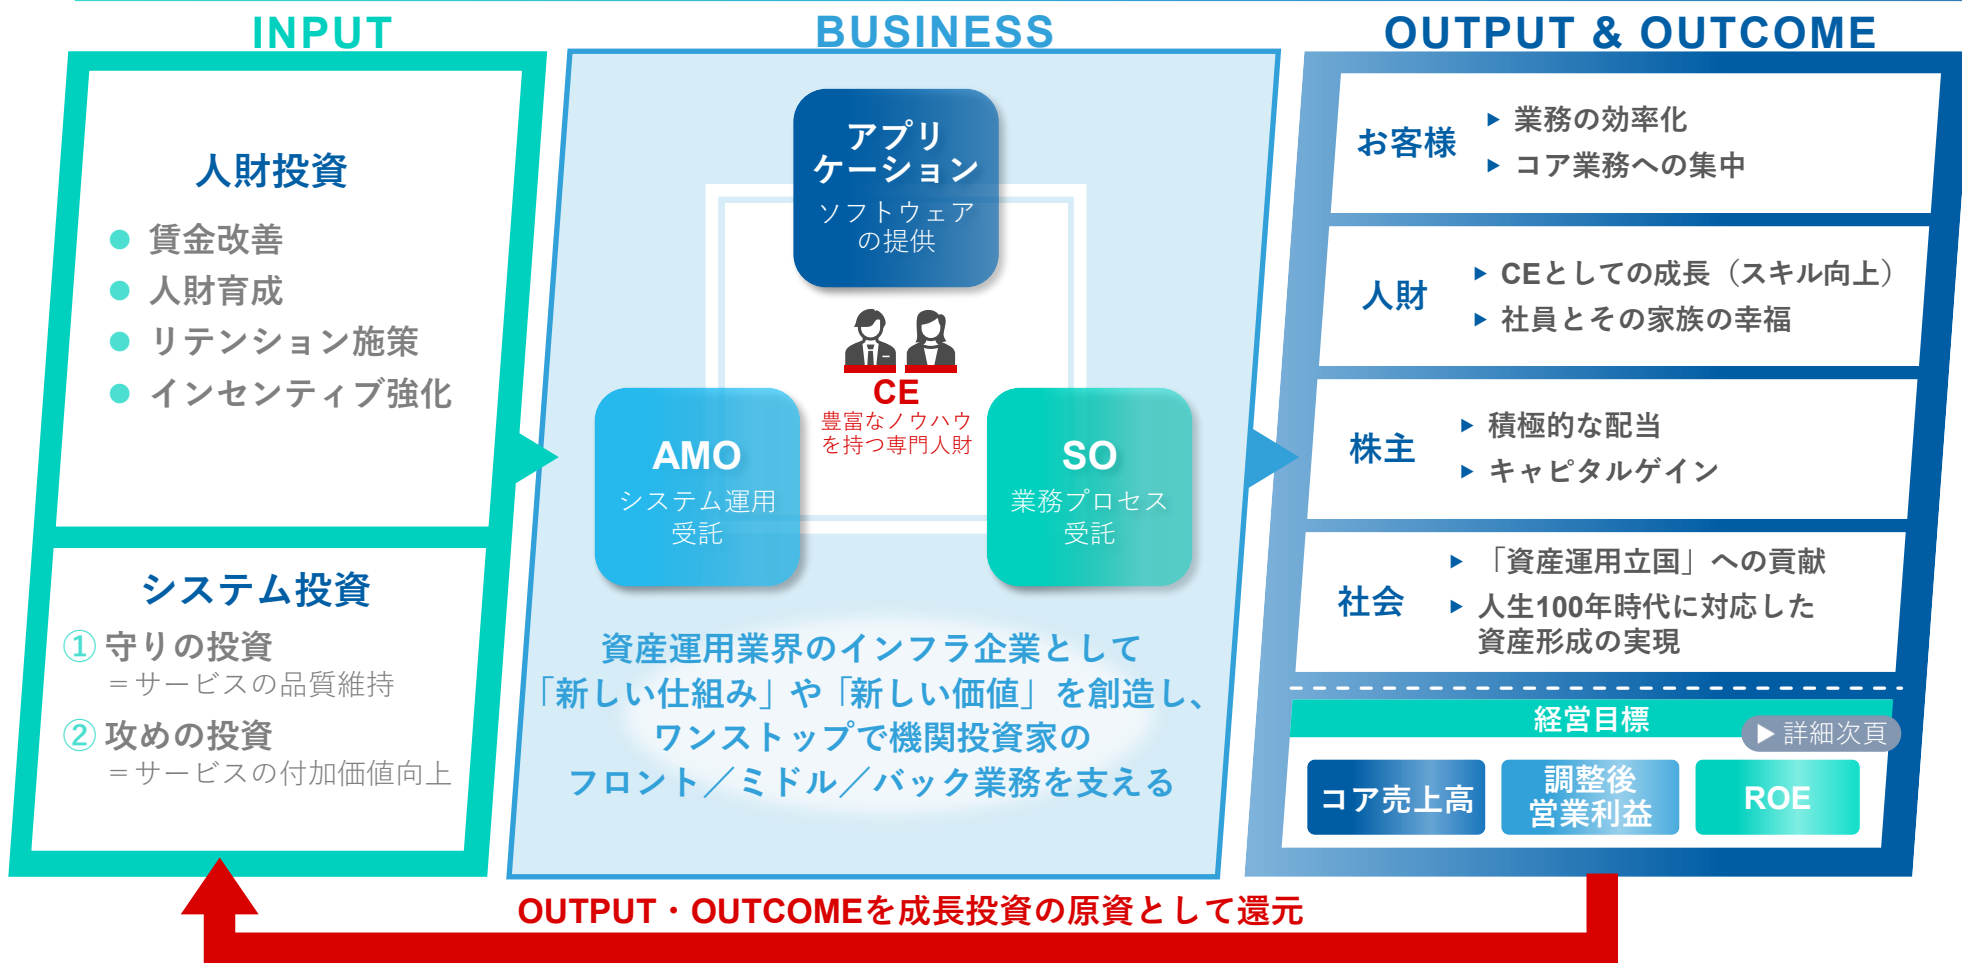 INPUT
人財投資
賃金改善
人財育成
リテンション施策
インセンティブ強化
システム投資
① 守りの投資
＝サービスの品質維持
② 攻めの投資
＝サービスの付加価値向上
BUSINESS
アプリ
ケーション
ソフトウェア
の提供
CE
豊富なノウハウ
を持つ専門人財
AMO
システム運用
受託
SO
業務プロセス
受託
資産運用業界のインフラ企業として
「新しい仕組み」や「新しい価値」を創造し、
ワンストップで機関投資家の
フロント／ミドル／バック業務を支える
OUTPUT & OUTCOME
お客様
▶ 業務の効率化
▶ コア業務への集中
人財
▶ CEとしての成長（スキル向上）
▶ 社員とその家族の幸福
株主
▶ 積極的な配当
▶ キャピタルゲイン
社会
▶ 「資産運用立国」への貢献
▶ 人生100年時代に対応した
資産形成の実現
経営目標
▶ 詳細次頁
コア売上高
調整後
営業利益
ROE
OUTPUT・OUTCOMEを成長投資の原資として還元